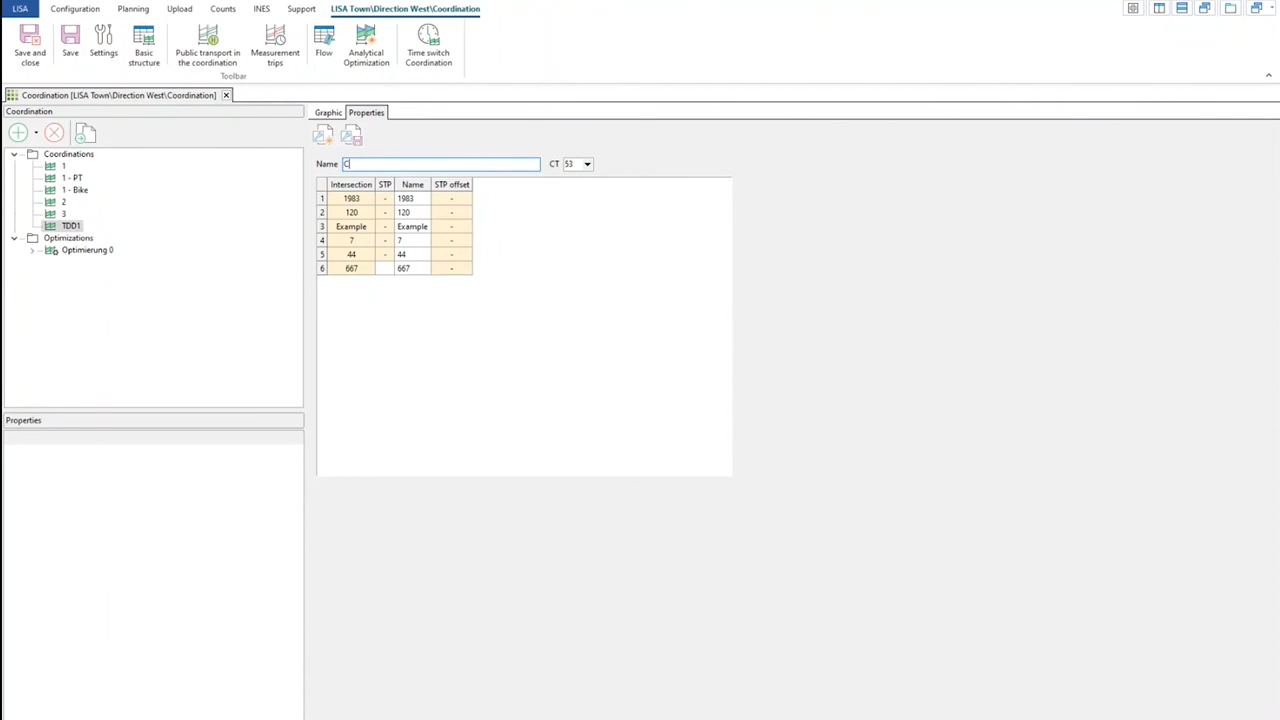 LISA Configuration Planning Upload Counts INES Support LISA Town\Direction West\Coordination
Save and close Save Settings Basic structure Public transport in the coordination Measurement trips Flow Analytical Optimization Time switch Coordination
Toolbar
Coordination [LISA Town\Direction West\Coordination]
Coordination
Graphic Properties
Coordinations
1
1 - PT
1 - Bike
2
3
TDD1
Optimizations
Optimierung 0
Properties
Name C CT 53
Intersection STP Name STP offset
1 1983 - 1983 -
2 120 - 120 -
3 Example - Example -
4 7 - 7 -
5 44 - 44 -
6 667 667 -